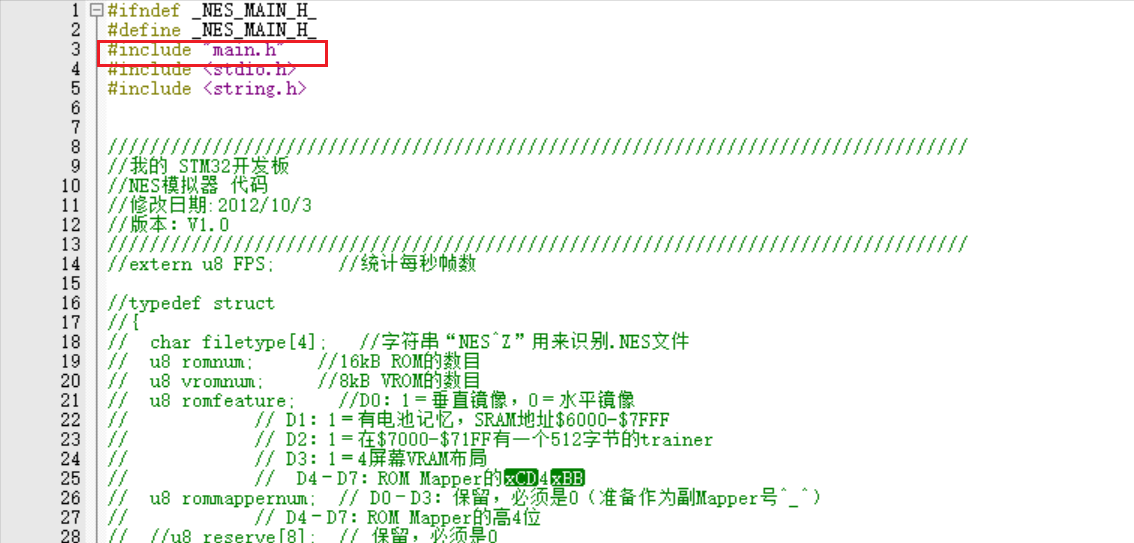 1 #ifndef _NES_MAIN_H_
2 #define _NES_MAIN_H_
3 #include "main.h"
4 #include <stdio.h>
5 #include <string.h>
6
7
8 ///////////////////////////////////////////////////////////////////////////////////
9 //我的 STM32开发板
10 //NES模拟器 代码
11 //修改日期:2012/10/3
12 //版本：V1.0
13 ///////////////////////////////////////////////////////////////////////////////////
14 //extern u8 FPS; //统计每秒帧数
15
16 //typedef struct
17 //{
18 // char filetype[4]; //字符串“NES^Z”用来识别.NES文件
19 // u8 romnum; //16kB ROM的数目
20 // u8 vromnum; //8kB VROM的数目
21 // u8 romfeature; //D0：1＝垂直镜像，0＝水平镜像
22 // // D1：1＝有电池记忆，SRAM地址$6000-$7FFF
23 // // D2：1＝在$7000-$71FF有一个512字节的trainer
24 // // D3：1＝4屏幕VRAM布局
25 // // D4－D7：ROM Mapper的xCD4xBB
26 // u8 rommappernum; // D0－D3：保留，必须是0（准备作为副Mapper号^_^）
27 // // D4－D7：ROM Mapper的高4位
28 // //u8 reserve[8]; // 保留，必须是0